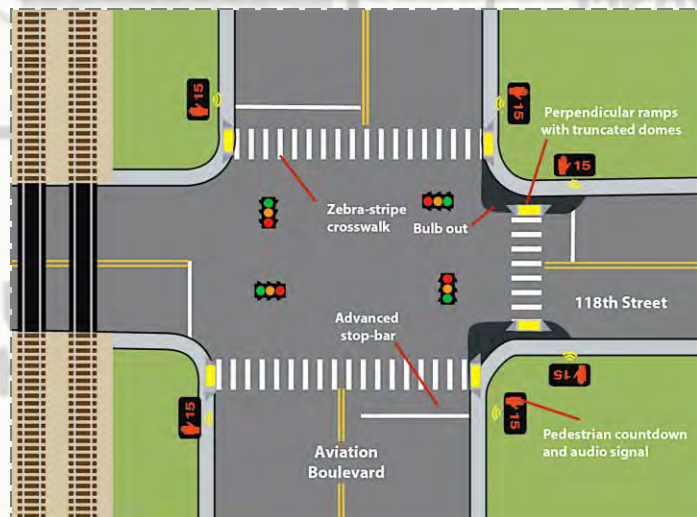 15
15
Perpendicular ramps
with truncated domes
15
Zebra-stripe
crosswalk
Bulb out
118th Street
Advanced
stop-bar
15
15
15
Pedestrian countdown
and audio signal
Aviation
Boulevard